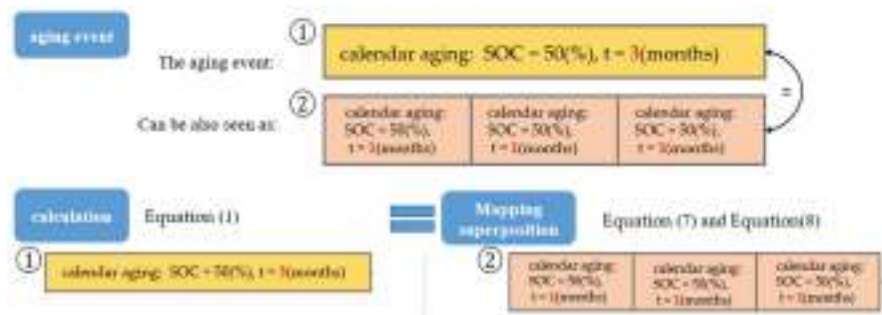 aging event
①
calendar aging: SOC = 50(%), t = 3(months)
The aging event:
=
②
Can be also seen as:
calendar aging:
SOC = 50(%),
t = 1(months)
calendar aging:
SOC = 50(%),
t = 1(months)
calendar aging:
SOC = 50(%),
t = 1(months)
calculation
Equation (1)
Mapping
superposition
Equation (7) and Equation(8)
①
calendar aging: SOC = 50(%), t = 3(months)
②
calendar aging:
SOC = 50(%),
t = 1(months)
calendar aging:
SOC = 50(%),
t = 1(months)
calendar aging:
SOC = 50(%),
t = 1(months)